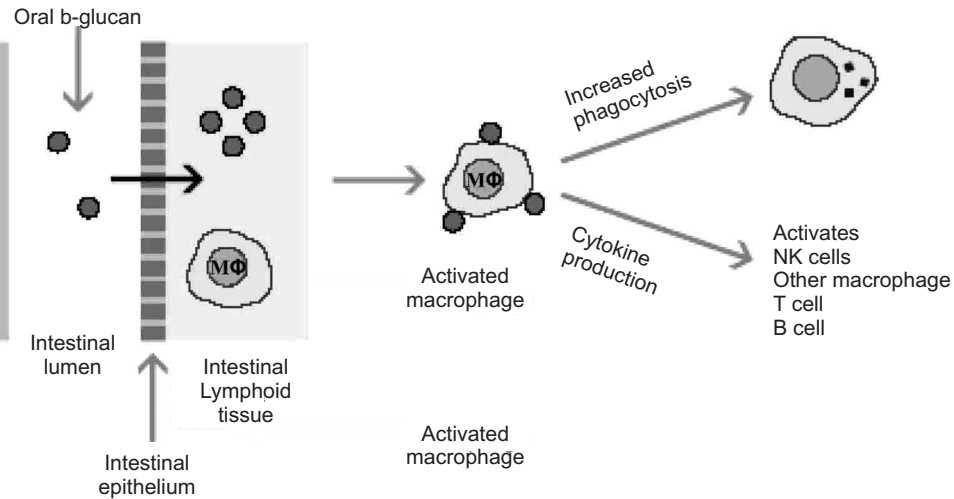 Oral b-glucan
Increased
phagocytosis
MΦ
MΦ
Cytokine
production
Activated
macrophage
Activates
NK cells
Other macrophage
T cell
B cell
Intestinal
lumen
Intestinal
Lymphoid
tissue
Activated
macrophage
Intestinal
epithelium